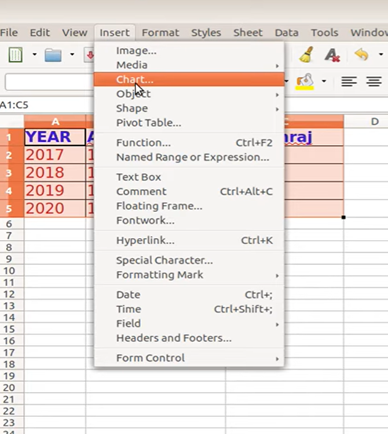 File Edit View Insert Format Styles Sheet Data Tools Window
Image...
Media
Chart...
A1:C5
Object
Shape
Pivot Table...
A D
Function... Ctrl+F2
1 YEAR
Named Range or Expression...
2 2017
3 2018
Text Box
4 2019
Comment Ctrl+Alt+C
5 2020
Floating Frame...
6
Fontwork...
7
Hyperlink... Ctrl+K
8
9
Special Character...
10
Formatting Mark
11
12
Date Ctrl+;
13
Time Ctrl+Shift+;
14
Field
15
Headers and Footers...
16
17
Form Control
18
19
20
21
22
23